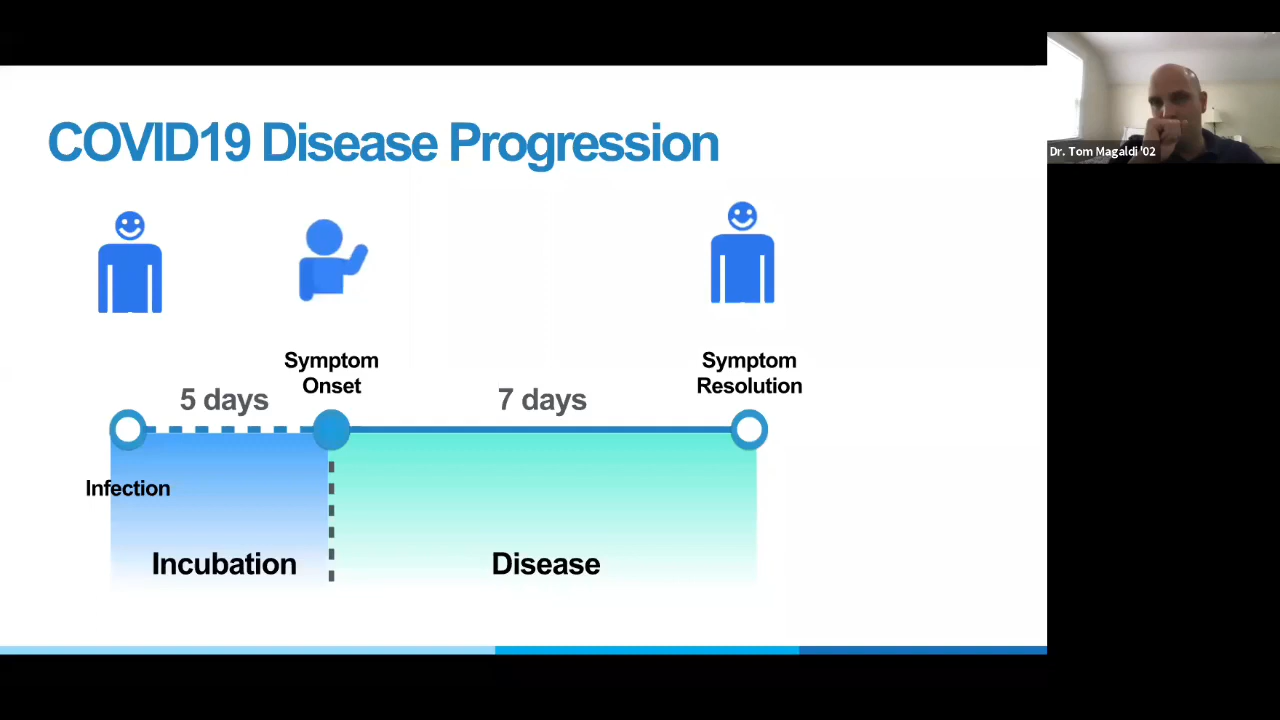 COVID19 Disease Progression
Symptom
Onset
Symptom
Resolution
5 days
7 days
Infection
Incubation
Disease
Dr. Tom Magaldi '02